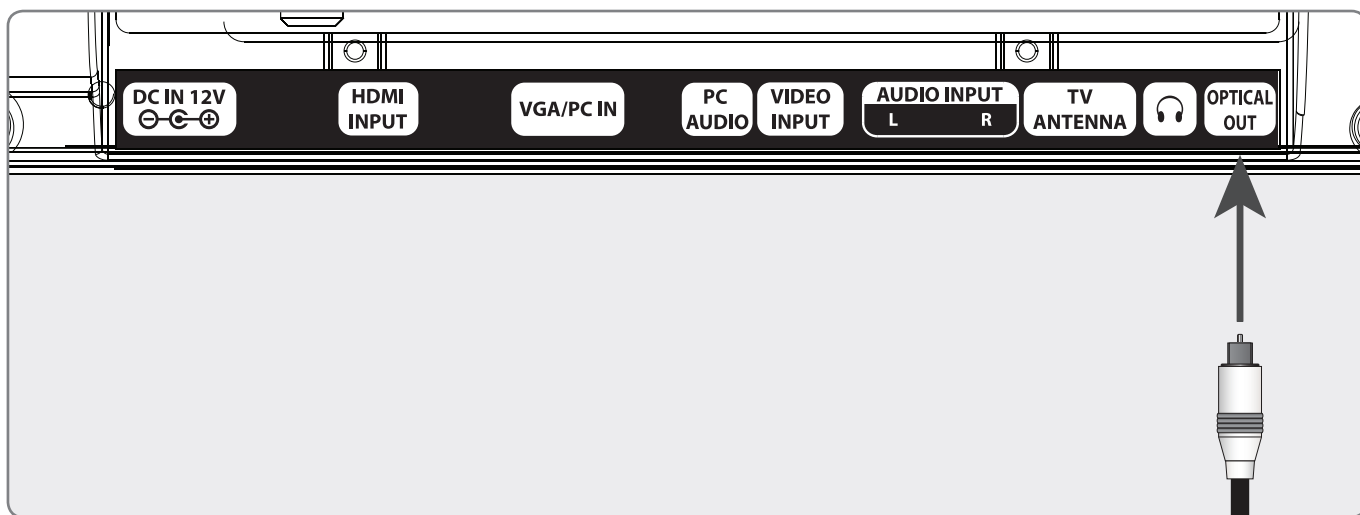 DC IN 12V
HDMI
INPUT
VGA/PC IN
PC
AUDIO
VIDEO
INPUT
AUDIO INPUT
L R
TV
ANTENNA
OPTICAL
OUT